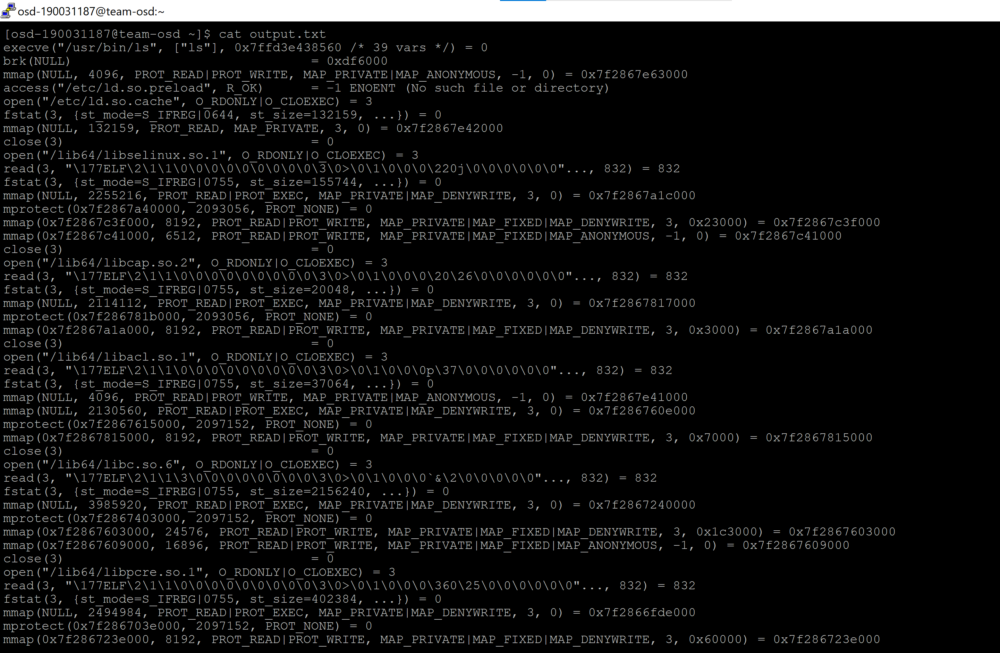 osd-190031187@team-osd:~
[osd-190031187@team-osd ~]$ cat output.txt
execve("/usr/bin/ls", ["ls"], 0x7ffd3e438560 /* 39 vars */) = 0
brk(NULL)                               = 0xdf6000
mmap(NULL, 4096, PROT_READ|PROT_WRITE, MAP_PRIVATE|MAP_ANONYMOUS, -1, 0) = 0x7f2867e63000
access("/etc/ld.so.preload", R_OK)      = -1 ENOENT (No such file or directory)
open("/etc/ld.so.cache", O_RDONLY|O_CLOEXEC) = 3
fstat(3, {st_mode=S_IFREG|0644, st_size=132159, ...}) = 0
mmap(NULL, 132159, PROT_READ, MAP_PRIVATE, 3, 0) = 0x7f2867e42000
close(3)                                = 0
open("/lib64/libselinux.so.1", O_RDONLY|O_CLOEXEC) = 3
read(3, "\177ELF\2\1\1\0\0\0\0\0\0\0\0\0\3\0>\0\1\0\0\0\220j\0\0\0\0\0\0"..., 832) = 832
fstat(3, {st_mode=S_IFREG|0755, st_size=155744, ...}) = 0
mmap(NULL, 2255216, PROT_READ|PROT_EXEC, MAP_PRIVATE|MAP_DENYWRITE, 3, 0) = 0x7f2867a1c000
mprotect(0x7f2867a40000, 2093056, PROT_NONE) = 0
mmap(0x7f2867c3f000, 8192, PROT_READ|PROT_WRITE, MAP_PRIVATE|MAP_FIXED|MAP_DENYWRITE, 3, 0x23000) = 0x7f2867c3f000
mmap(0x7f2867c41000, 6512, PROT_READ|PROT_WRITE, MAP_PRIVATE|MAP_FIXED|MAP_ANONYMOUS, -1, 0) = 0x7f2867c41000
close(3)                                = 0
open("/lib64/libcap.so.2", O_RDONLY|O_CLOEXEC) = 3
read(3, "\177ELF\2\1\1\0\0\0\0\0\0\0\0\0\3\0>\0\1\0\0\0\20\26\0\0\0\0\0\0"..., 832) = 832
fstat(3, {st_mode=S_IFREG|0755, st_size=20048, ...}) = 0
mmap(NULL, 2114112, PROT_READ|PROT_EXEC, MAP_PRIVATE|MAP_DENYWRITE, 3, 0) = 0x7f2867817000
mprotect(0x7f286781b000, 2093056, PROT_NONE) = 0
mmap(0x7f2867a1a000, 8192, PROT_READ|PROT_WRITE, MAP_PRIVATE|MAP_FIXED|MAP_DENYWRITE, 3, 0x3000) = 0x7f2867a1a000
close(3)                                = 0
open("/lib64/libacl.so.1", O_RDONLY|O_CLOEXEC) = 3
read(3, "\177ELF\2\1\1\0\0\0\0\0\0\0\0\0\3\0>\0\1\0\0\0p\37\0\0\0\0\0\0"..., 832) = 832
fstat(3, {st_mode=S_IFREG|0755, st_size=37064, ...}) = 0
mmap(NULL, 4096, PROT_READ|PROT_WRITE, MAP_PRIVATE|MAP_ANONYMOUS, -1, 0) = 0x7f2867e41000
mmap(NULL, 2130560, PROT_READ|PROT_EXEC, MAP_PRIVATE|MAP_DENYWRITE, 3, 0) = 0x7f286760e000
mprotect(0x7f2867615000, 2097152, PROT_NONE) = 0
mmap(0x7f2867815000, 8192, PROT_READ|PROT_WRITE, MAP_PRIVATE|MAP_FIXED|MAP_DENYWRITE, 3, 0x7000) = 0x7f2867815000
close(3)                                = 0
open("/lib64/libc.so.6", O_RDONLY|O_CLOEXEC) = 3
read(3, "\177ELF\2\1\1\3\0\0\0\0\0\0\0\0\3\0>\0\1\0\0\0`&\2\0\0\0\0\0"..., 832) = 832
fstat(3, {st_mode=S_IFREG|0755, st_size=2156240, ...}) = 0
mmap(NULL, 3985920, PROT_READ|PROT_EXEC, MAP_PRIVATE|MAP_DENYWRITE, 3, 0) = 0x7f2867240000
mprotect(0x7f2867403000, 2097152, PROT_NONE) = 0
mmap(0x7f2867603000, 24576, PROT_READ|PROT_WRITE, MAP_PRIVATE|MAP_FIXED|MAP_DENYWRITE, 3, 0x1c3000) = 0x7f2867603000
mmap(0x7f2867609000, 16896, PROT_READ|PROT_WRITE, MAP_PRIVATE|MAP_FIXED|MAP_ANONYMOUS, -1, 0) = 0x7f2867609000
close(3)                                = 0
open("/lib64/libpcre.so.1", O_RDONLY|O_CLOEXEC) = 3
read(3, "\177ELF\2\1\1\0\0\0\0\0\0\0\0\0\3\0>\0\1\0\0\0\360\25\0\0\0\0\0\0"..., 832) = 832
fstat(3, {st_mode=S_IFREG|0755, st_size=402384, ...}) = 0
mmap(NULL, 2494984, PROT_READ|PROT_EXEC, MAP_PRIVATE|MAP_DENYWRITE, 3, 0) = 0x7f2866fde000
mprotect(0x7f286703e000, 2097152, PROT_NONE) = 0
mmap(0x7f286723e000, 8192, PROT_READ|PROT_WRITE, MAP_PRIVATE|MAP_FIXED|MAP_DENYWRITE, 3, 0x60000) = 0x7f286723e000